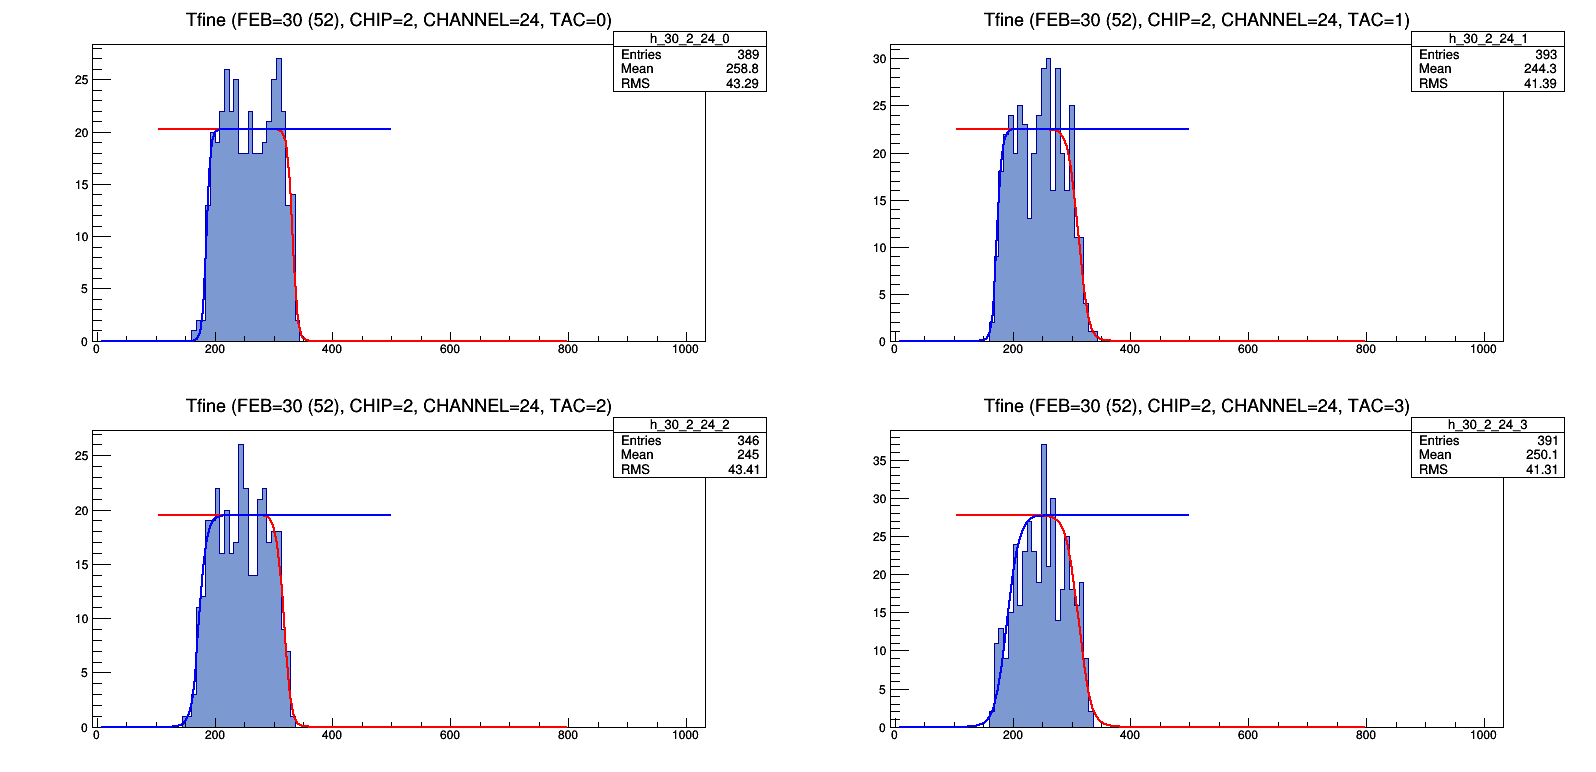 Tfine (FEB=30 (52), CHIP=2, CHANNEL=24, TAC=0)
h_30_2_24_0
Entries 389
Mean 258.8
RMS 43.29
25
20
15
10
5
0
0 200 400 600 800 1000
Tfine (FEB=30 (52), CHIP=2, CHANNEL=24, TAC=1)
h_30_2_24_1
Entries 393
Mean 244.3
RMS 41.39
30
25
20
15
10
5
0
0 200 400 600 800 1000
Tfine (FEB=30 (52), CHIP=2, CHANNEL=24, TAC=2)
h_30_2_24_2
Entries 346
Mean 245
RMS 43.41
25
20
15
10
5
0
0 200 400 600 800 1000
Tfine (FEB=30 (52), CHIP=2, CHANNEL=24, TAC=3)
h_30_2_24_3
Entries 391
Mean 250.1
RMS 41.31
35
30
25
20
15
10
5
0
0 200 400 600 800 1000